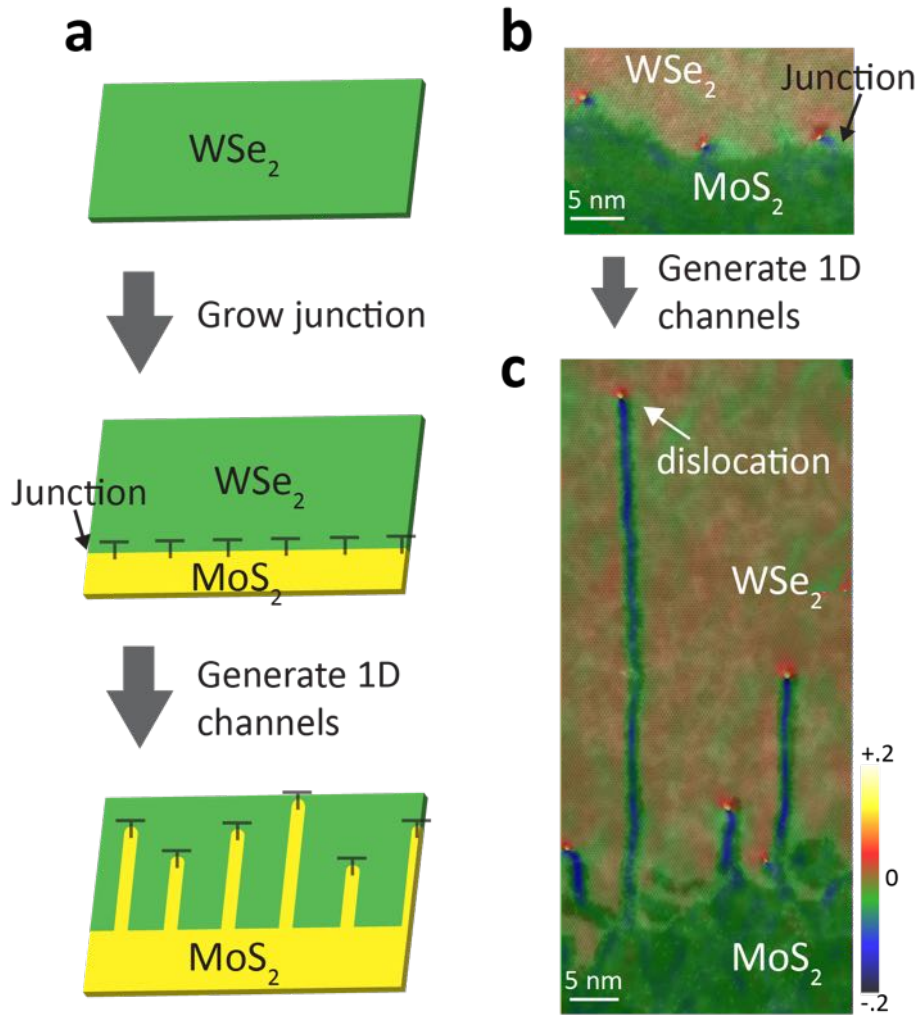 a
WSe₂
Grow junction
WSe₂
Junction
MoS₂
Generate 1D
channels
MoS₂
b
WSe₂
Junction
MoS₂
5 nm
Generate 1D
channels
c
dislocation
WSe₂
MoS₂
5 nm
+.2
0
-.2